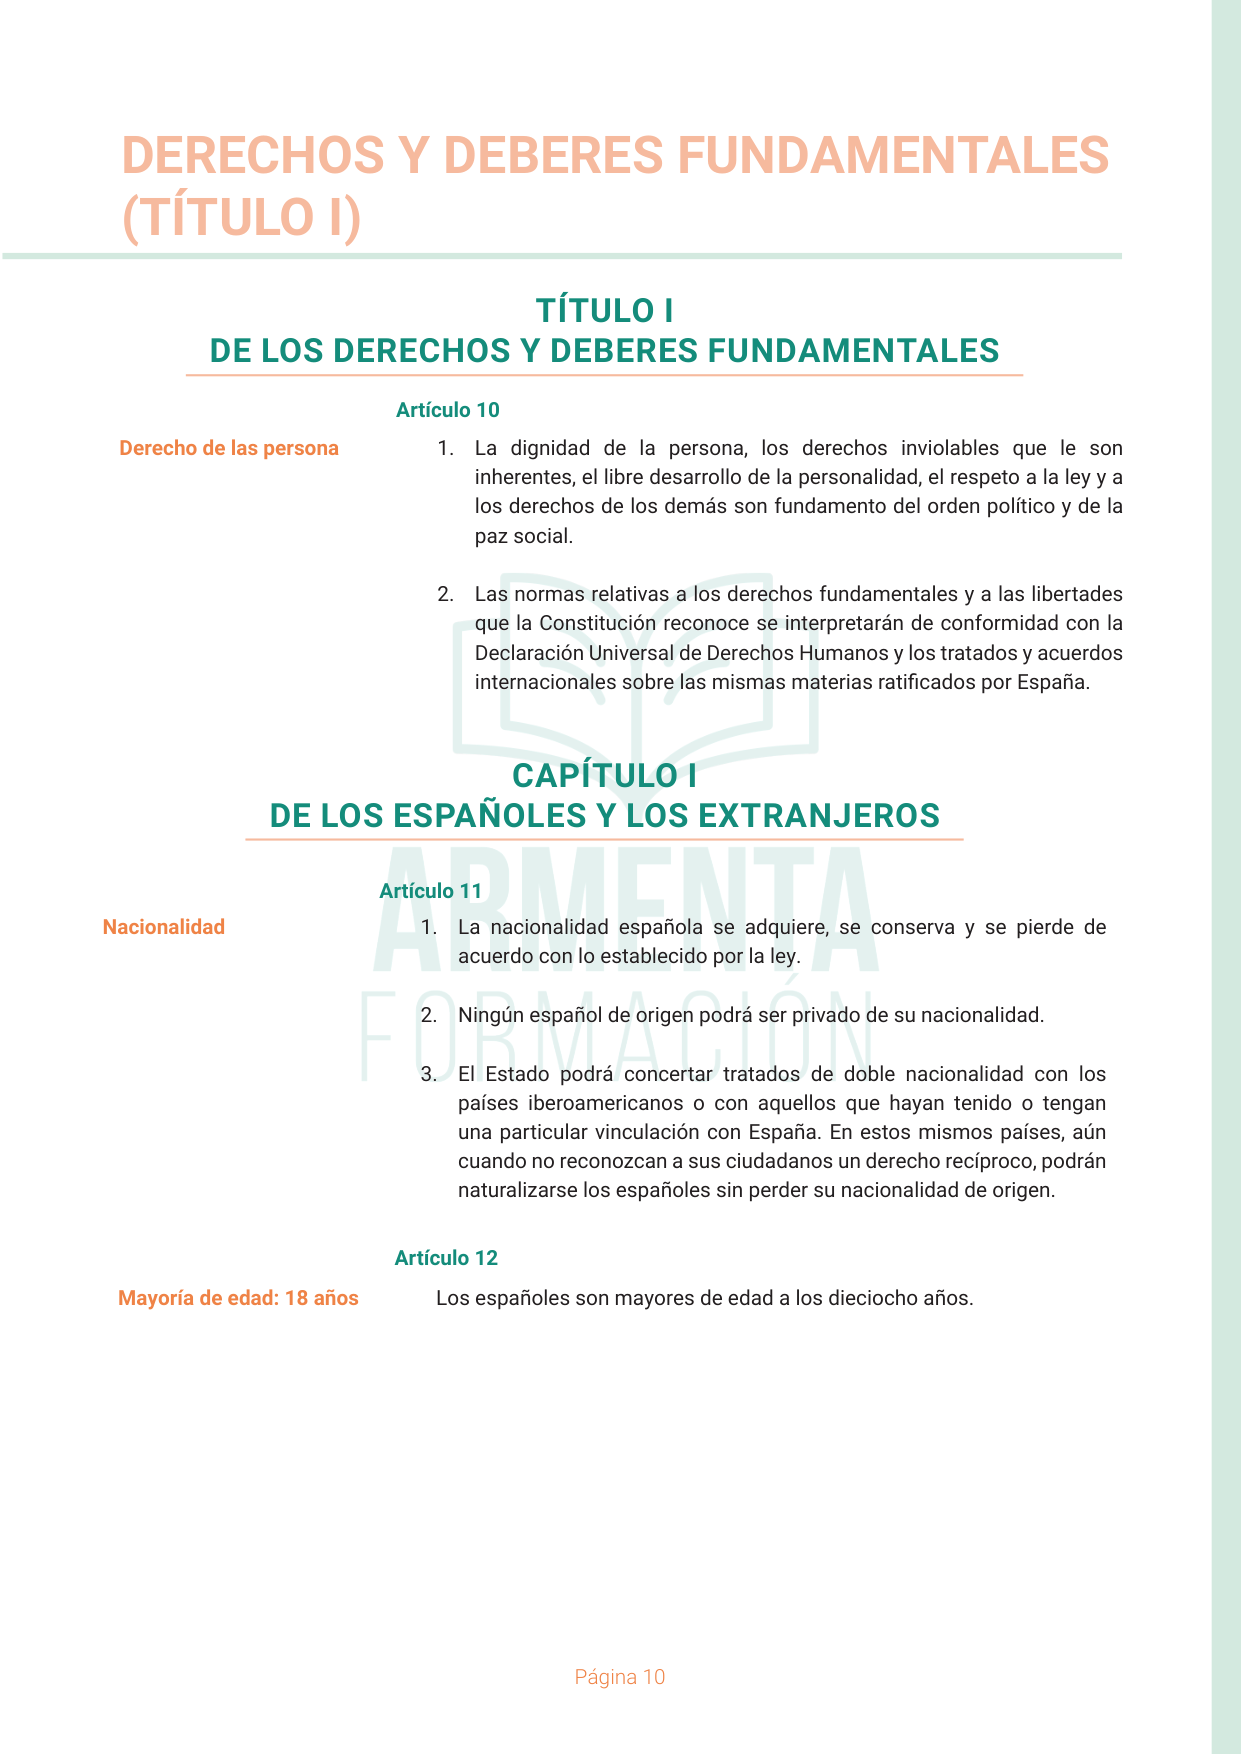 DERECHOS Y DEBERES FUNDAMENTALES
(TÍTULO I)
TÍTULO I
DE LOS DERECHOS Y DEBERES FUNDAMENTALES
Artículo 10
Derecho de las persona
1. La dignidad de la persona, los derechos inviolables que le son
inherentes, el libre desarrollo de la personalidad, el respeto a la ley y a
los derechos de los demás son fundamento del orden político y de la
paz social.
2. Las normas relativas a los derechos fundamentales y a las libertades
que la Constitución reconoce se interpretarán de conformidad con la
Declaración Universal de Derechos Humanos y los tratados y acuerdos
internacionales sobre las mismas materias ratificados por España.
CAPÍTULO I
DE LOS ESPAÑOLES Y LOS EXTRANJEROS
ARMENTA
FORMACIÓN
Artículo 11
Nacionalidad
1. La nacionalidad española se adquiere, se conserva y se pierde de
acuerdo con lo establecido por la ley.
2. Ningún español de origen podrá ser privado de su nacionalidad.
3. El Estado podrá concertar tratados de doble nacionalidad con los
países iberoamericanos o con aquellos que hayan tenido o tengan
una particular vinculación con España. En estos mismos países, aún
cuando no reconozcan a sus ciudadanos un derecho recíproco, podrán
naturalizarse los españoles sin perder su nacionalidad de origen.
Artículo 12
Mayoría de edad: 18 años
Los españoles son mayores de edad a los dieciocho años.
Página 10